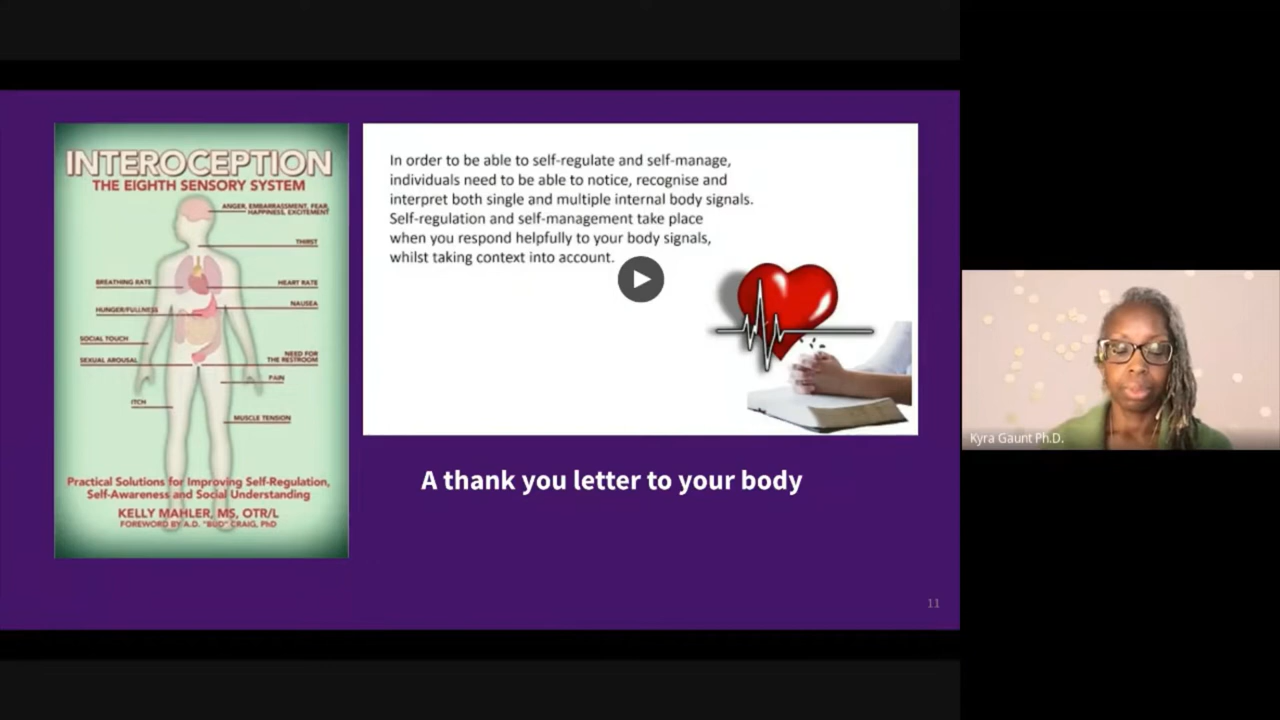 INTEROCEPTION
THE EIGHTH SENSORY SYSTEM
ANGER, EMBARRASSMENT, FEAR,
HAPPINESS, EXCITEMENT
THIRST
BREATHING RATE
HEART RATE
NAUSEA
HUNGER/FULLNESS
SOCIAL TOUCH
SEXUAL AROUSAL
NEED FOR
THE RESTROOM
PAIN
ITCH
MUSCLE TENSION
Practical Solutions for Improving Self-Regulation,
Self-Awareness and Social Understanding
KELLY MAHLER, MS, OTR/L
FOREWORD BY A.D. "BUD" CRAIG, PhD
In order to be able to self-regulate and self-manage,
individuals need to be able to notice, recognise and
interpret both single and multiple internal body signals.
Self-regulation and self-management take place
when you respond helpfully to your body signals,
whilst taking context into account.
A thank you letter to your body
11
Kyra Gaunt Ph.D.